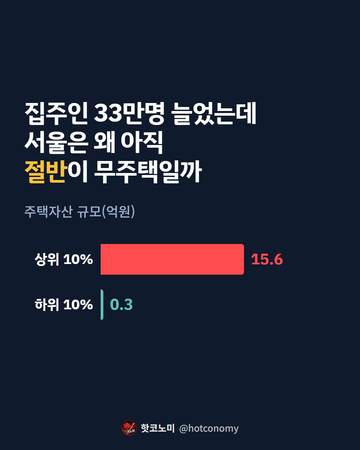 집주인 33만명 늘었는데
서울은 왜 아직
절반이 무주택일까
주택자산 규모(억원)
상위 10% 15.6
하위 10% 0.3
핫코노미 @hotconomy